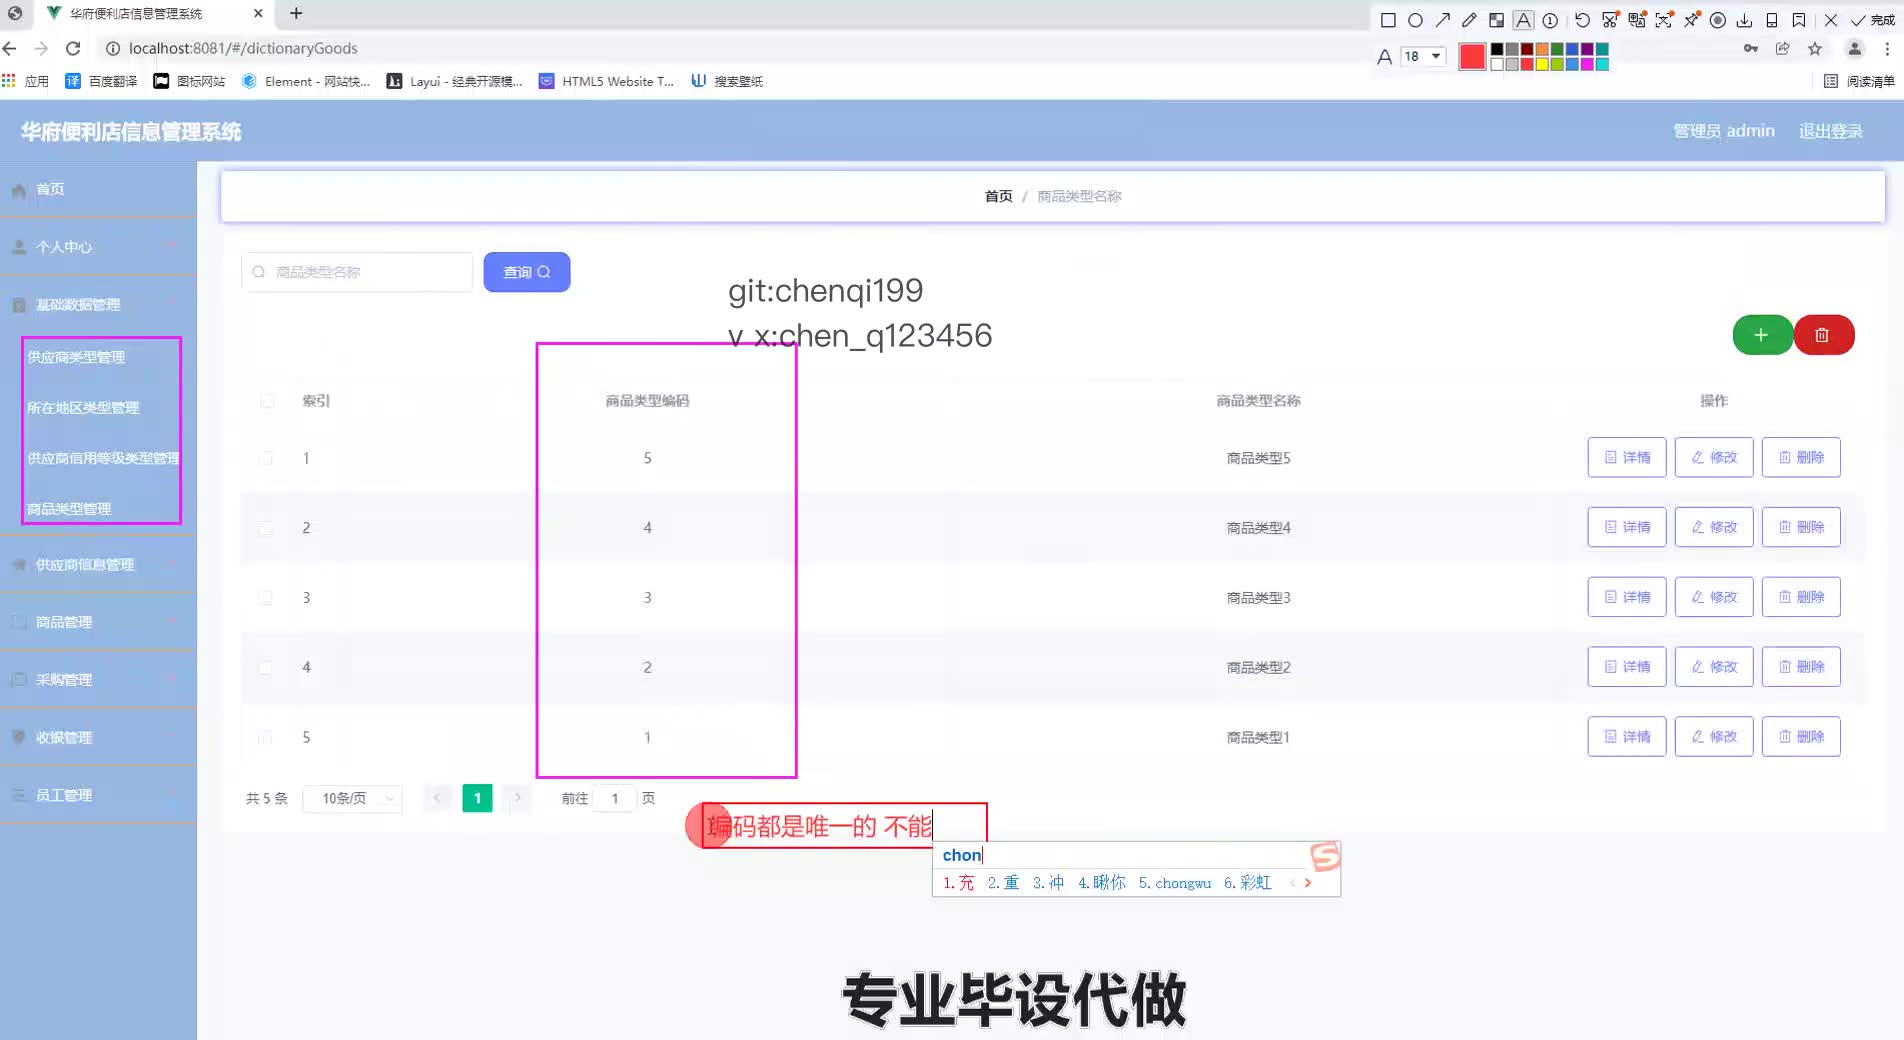 华府便利店信息管理系统
完成
localhost:8081/#/dictionaryGoods
A 18
应用 百度翻译 图标网站 Element - 网站快... Layui - 经典开源模... HTML5 Website T... 搜索壁纸 阅读清单
华府便利店信息管理系统
管理员 admin 退出登录
首页
个人中心
基础数据管理
供应商类型管理
所在地区类型管理
供应商信用等级类型管理
商品类型管理
供应商信息管理
商品管理
采购管理
收银管理
员工管理
首页 / 商品类型名称
商品类型名称 查询
git:chenqi199
v x:chen_q123456
索引 商品类型编码 商品类型名称 操作
1 5 商品类型5 详情 修改 删除
2 4 商品类型4 详情 修改 删除
3 3 商品类型3 详情 修改 删除
4 2 商品类型2 详情 修改 删除
5 1 商品类型1 详情 修改 删除
共 5 条 10条/页 1 前往 1 页
编码都是唯一的 不能
chon
1.充 2.重 3.冲 4.瞅你 5.chongwu 6.彩虹
专业毕设代做